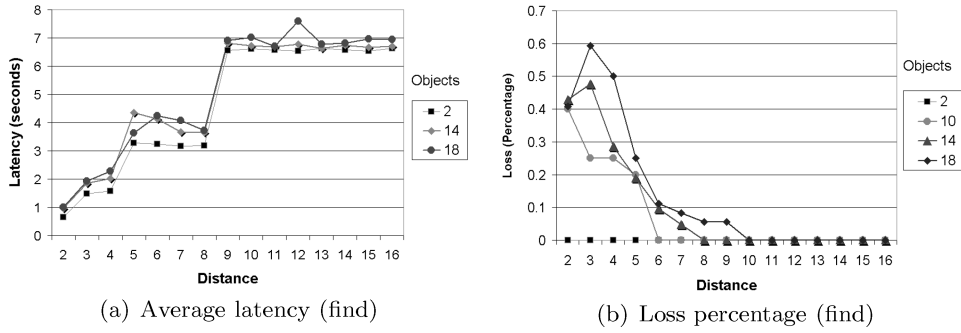 8
7
6
5
4
3
2
1
0
Latency (seconds)
2 3 4 5 6 7 8 9 10 11 12 13 14 15 16
Distance
Objects
2
14
18
(a) Average latency (find)
0.7
0.6
0.5
0.4
0.3
0.2
0.1
0
Loss (Percentage)
2 3 4 5 6 7 8 9 10 11 12 13 14 15 16
Distance
Objects
2
10
14
18
(b) Loss percentage (find)